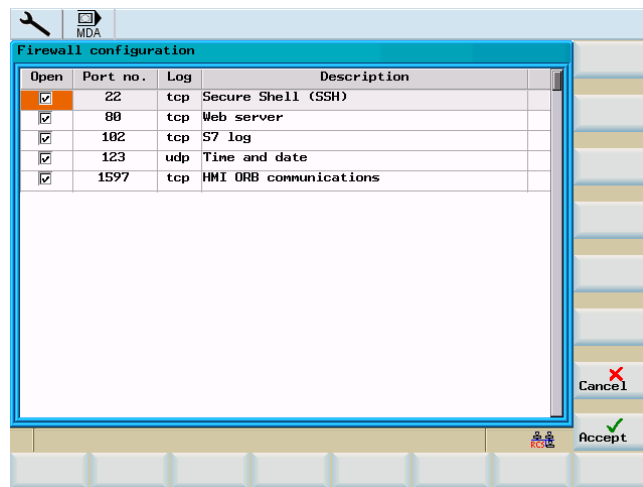 MDA
Firewall configuration
Open Port no. Log Description
22 tcp Secure Shell (SSH)
80 tcp Web server
102 tcp S7 log
123 udp Time and date
1597 tcp HMI ORB communications
Cancel
RCS
Accept